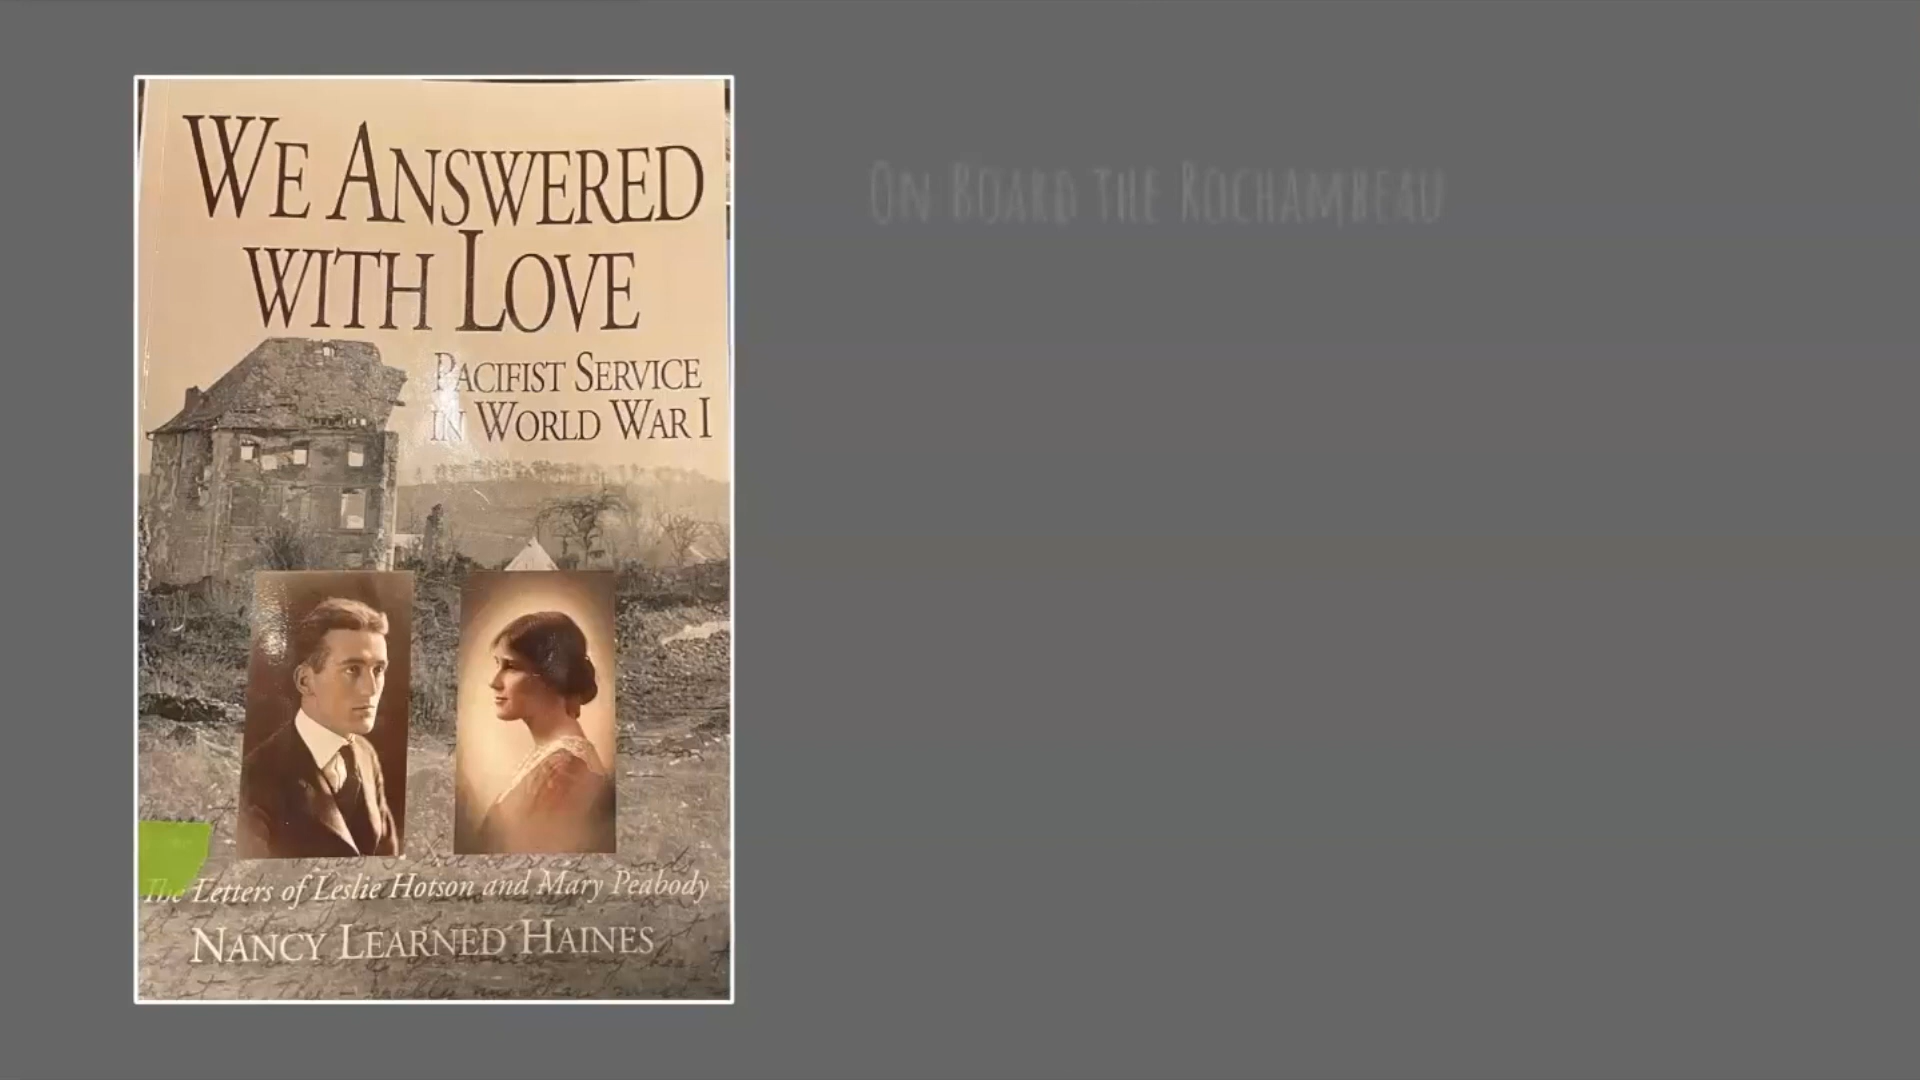 WE ANSWERED
WITH LOVE
PACIFIST SERVICE
IN WORLD WAR I
The Letters of Leslie Hotson and Mary Peabody
NANCY LEARNED HAINES
ON BOARD THE ROCHAMBEAU